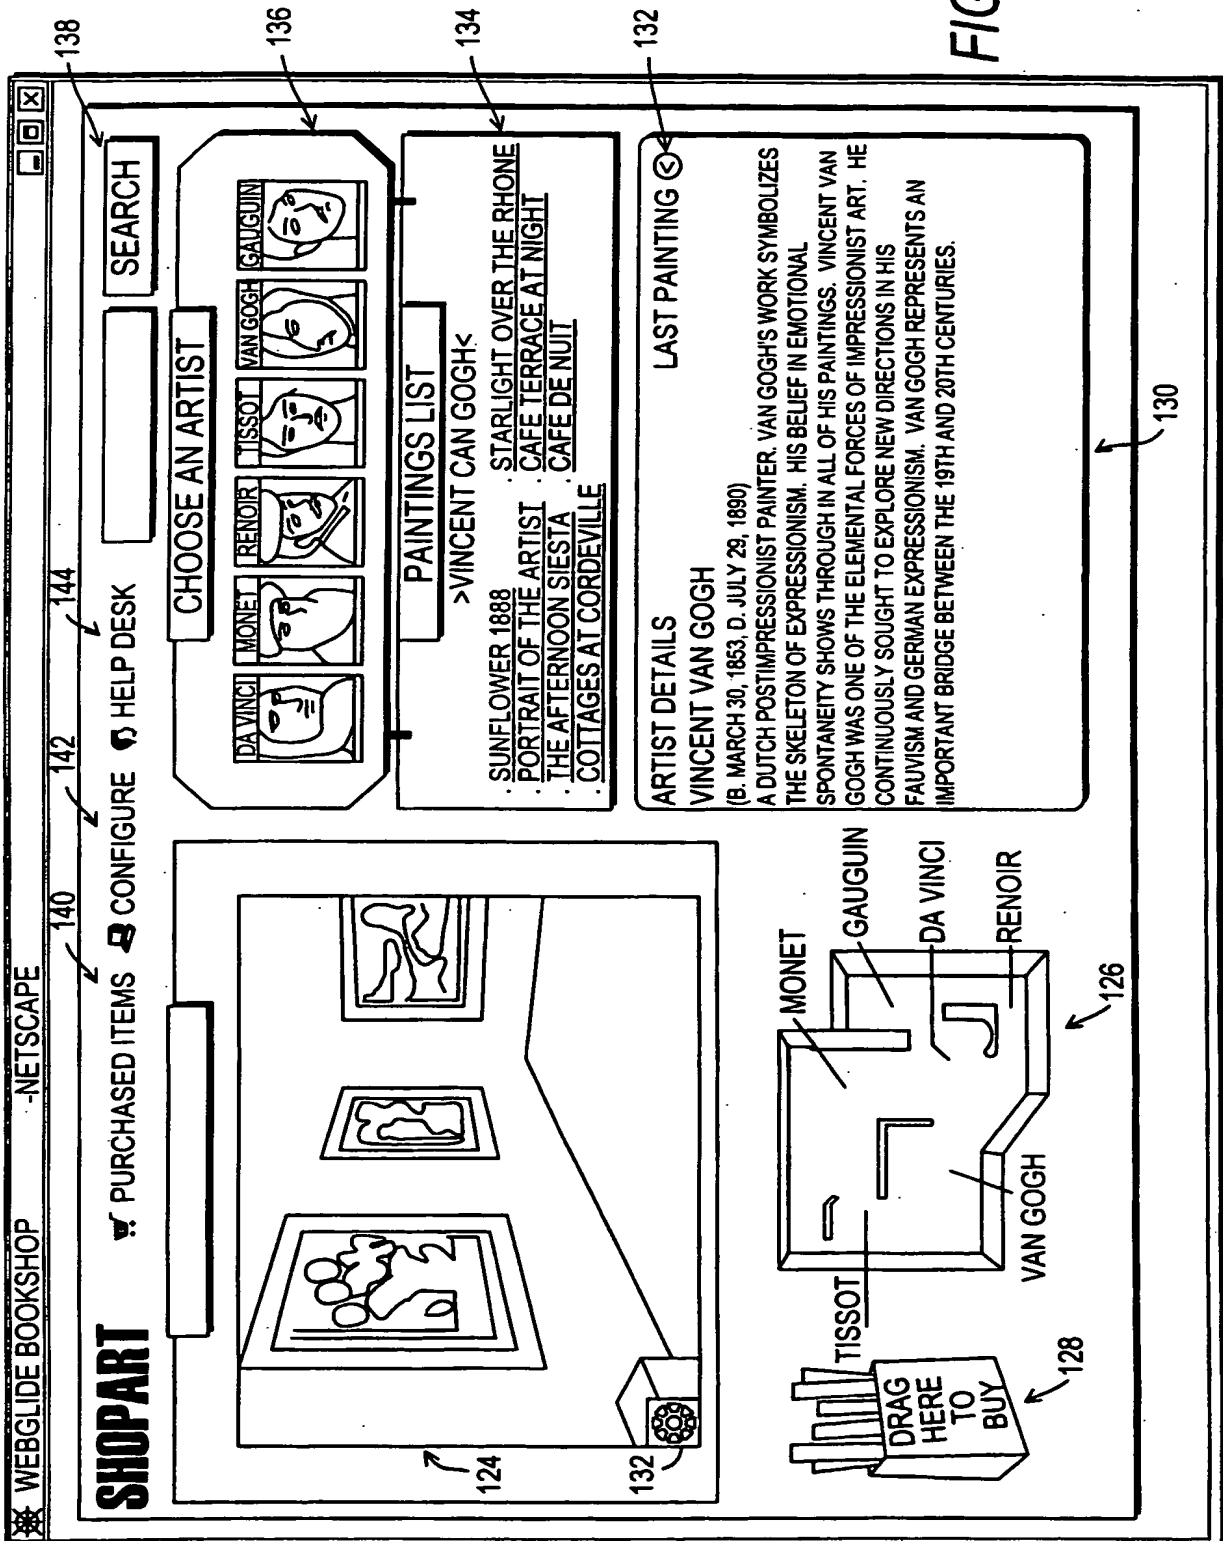 WEBGLIDE BOOKSHOP -NETSCAPE
138
140
142
144
SHOPART
PURCHASED ITEMS
CONFIGURE
HELP DESK
SEARCH
136
CHOOSE AN ARTIST
DA VINCI
MONET
RENOIR
TISSOT
VAN GOGH
GAUGUIN
134
PAINTINGS LIST
>VINCENT CAN GOGH<
. SUNFLOWER 1888
. PORTRAIT OF THE ARTIST
. THE AFTERNOON SIESTA
. COTTAGES AT CORDEVILLE
. STARLIGHT OVER THE RHONE
. CAFE TERRACE AT NIGHT
. CAFE DE NUIT
124
132
132
ARTIST DETAILS
LAST PAINTING <
VINCENT VAN GOGH
(B. MARCH 30, 1853, D. JULY 29, 1890)
A DUTCH POSTIMPRESSIONIST PAINTER. VAN GOGH'S WORK SYMBOLIZES
THE SKELETON OF EXPRESSIONISM. HIS BELIEF IN EMOTIONAL
SPONTANEITY SHOWS THROUGH IN ALL OF HIS PAINTINGS. VINCENT VAN
GOGH WAS ONE OF THE ELEMENTAL FORCES OF IMPRESSIONIST ART. HE
CONTINUOUSLY SOUGHT TO EXPLORE NEW DIRECTIONS IN HIS
FAUVISM AND GERMAN EXPRESSIONISM. VAN GOGH REPRESENTS AN
IMPORTANT BRIDGE BETWEEN THE 19TH AND 20TH CENTURIES.
130
DRAG
HERE
TO
BUY
128
TISSOT
VAN GOGH
MONET
GAUGUIN
DA VINCI
RENOIR
126